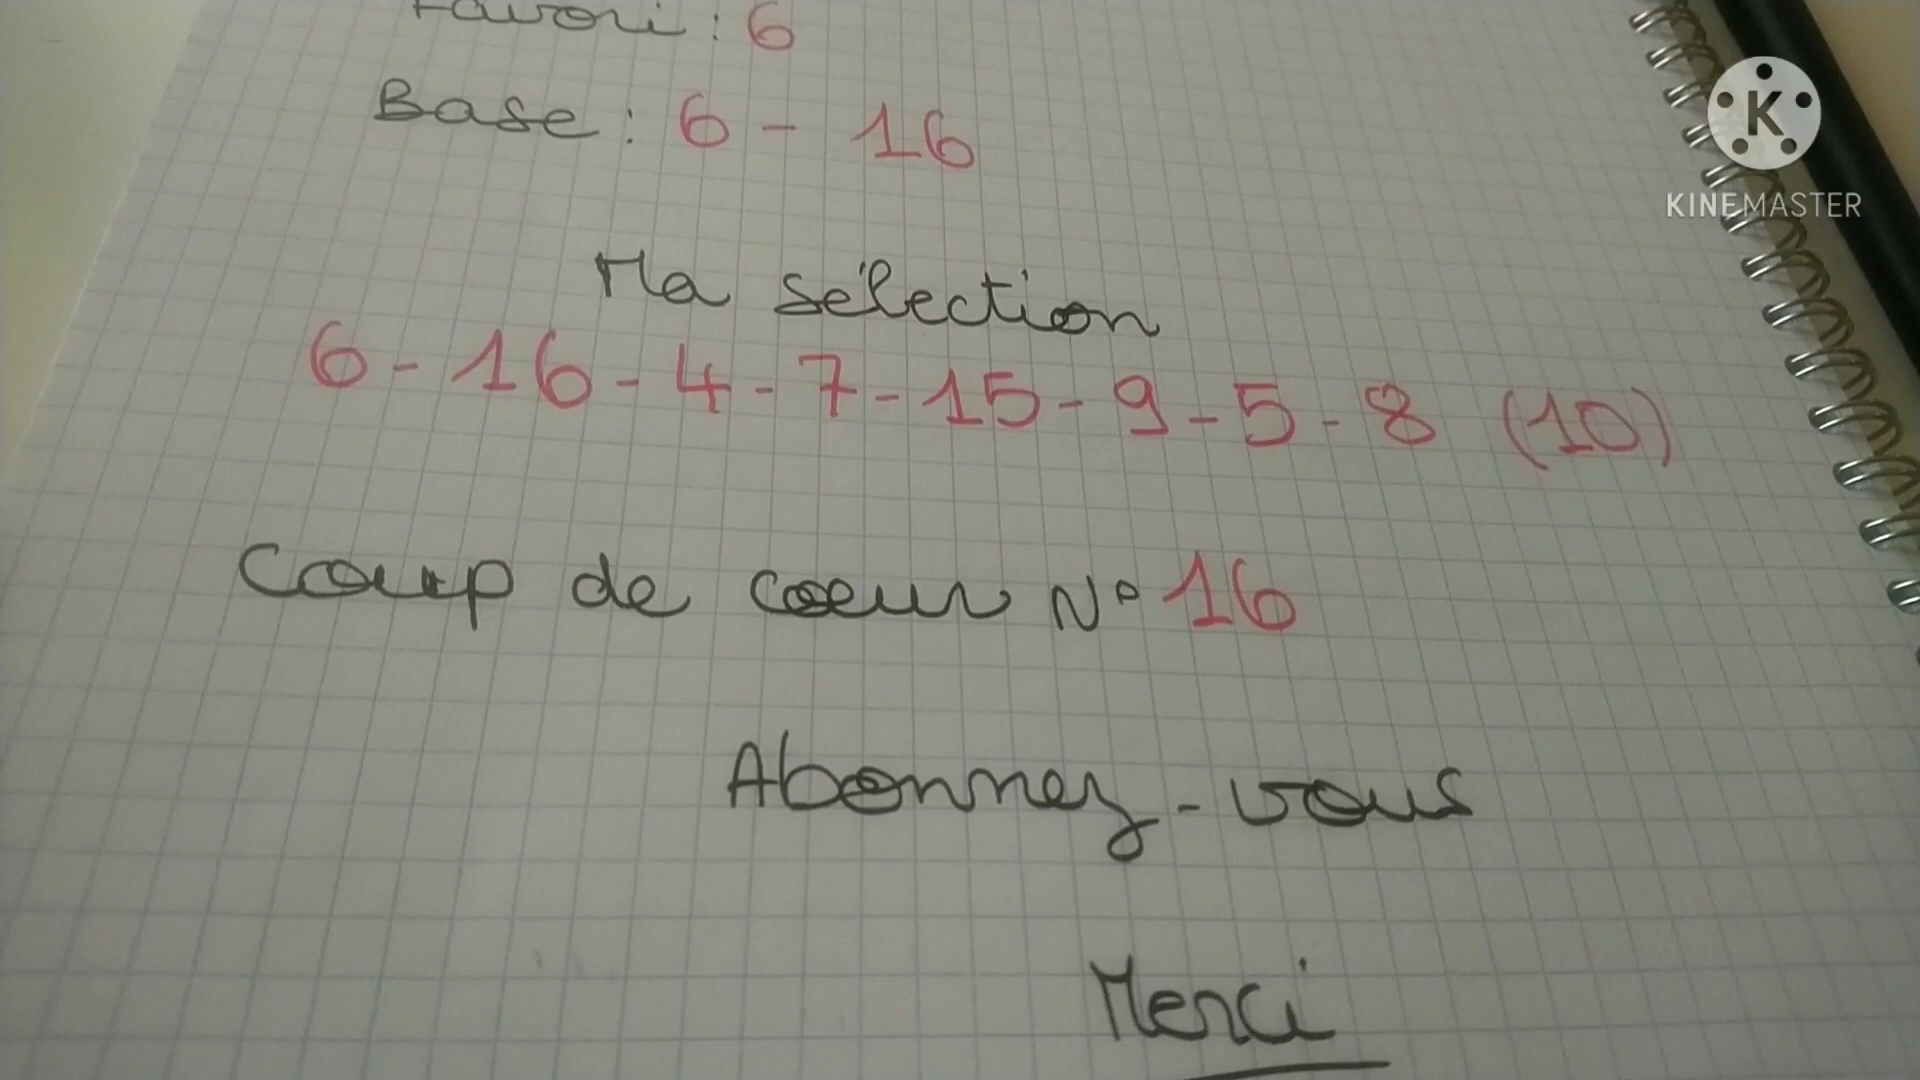 Favori : 6
Base : 6 - 16
K
KINEMASTER
Ma sélection
6 - 16 - 4 - 7 - 15 - 9 - 5 - 8 (10)
Coup de coeur N° 16
Abonnez-vous
Merci